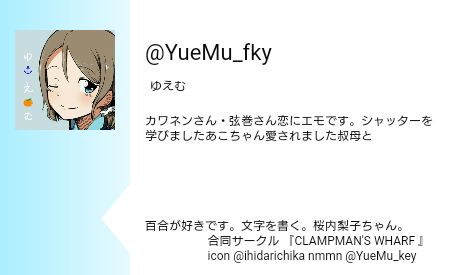 ゆ
え
む
@YueMu_fky
ゆえむ
カワネンさん・弦巻さん恋にエモです。シャッターを
学びましたあこちゃん愛されました叔母と
百合が好きです。文字を書く。桜内梨子ちゃん。
合同サークル 『CLAMPMAN'S WHARF 』
icon @ihidarichika nmmn @YueMu_key